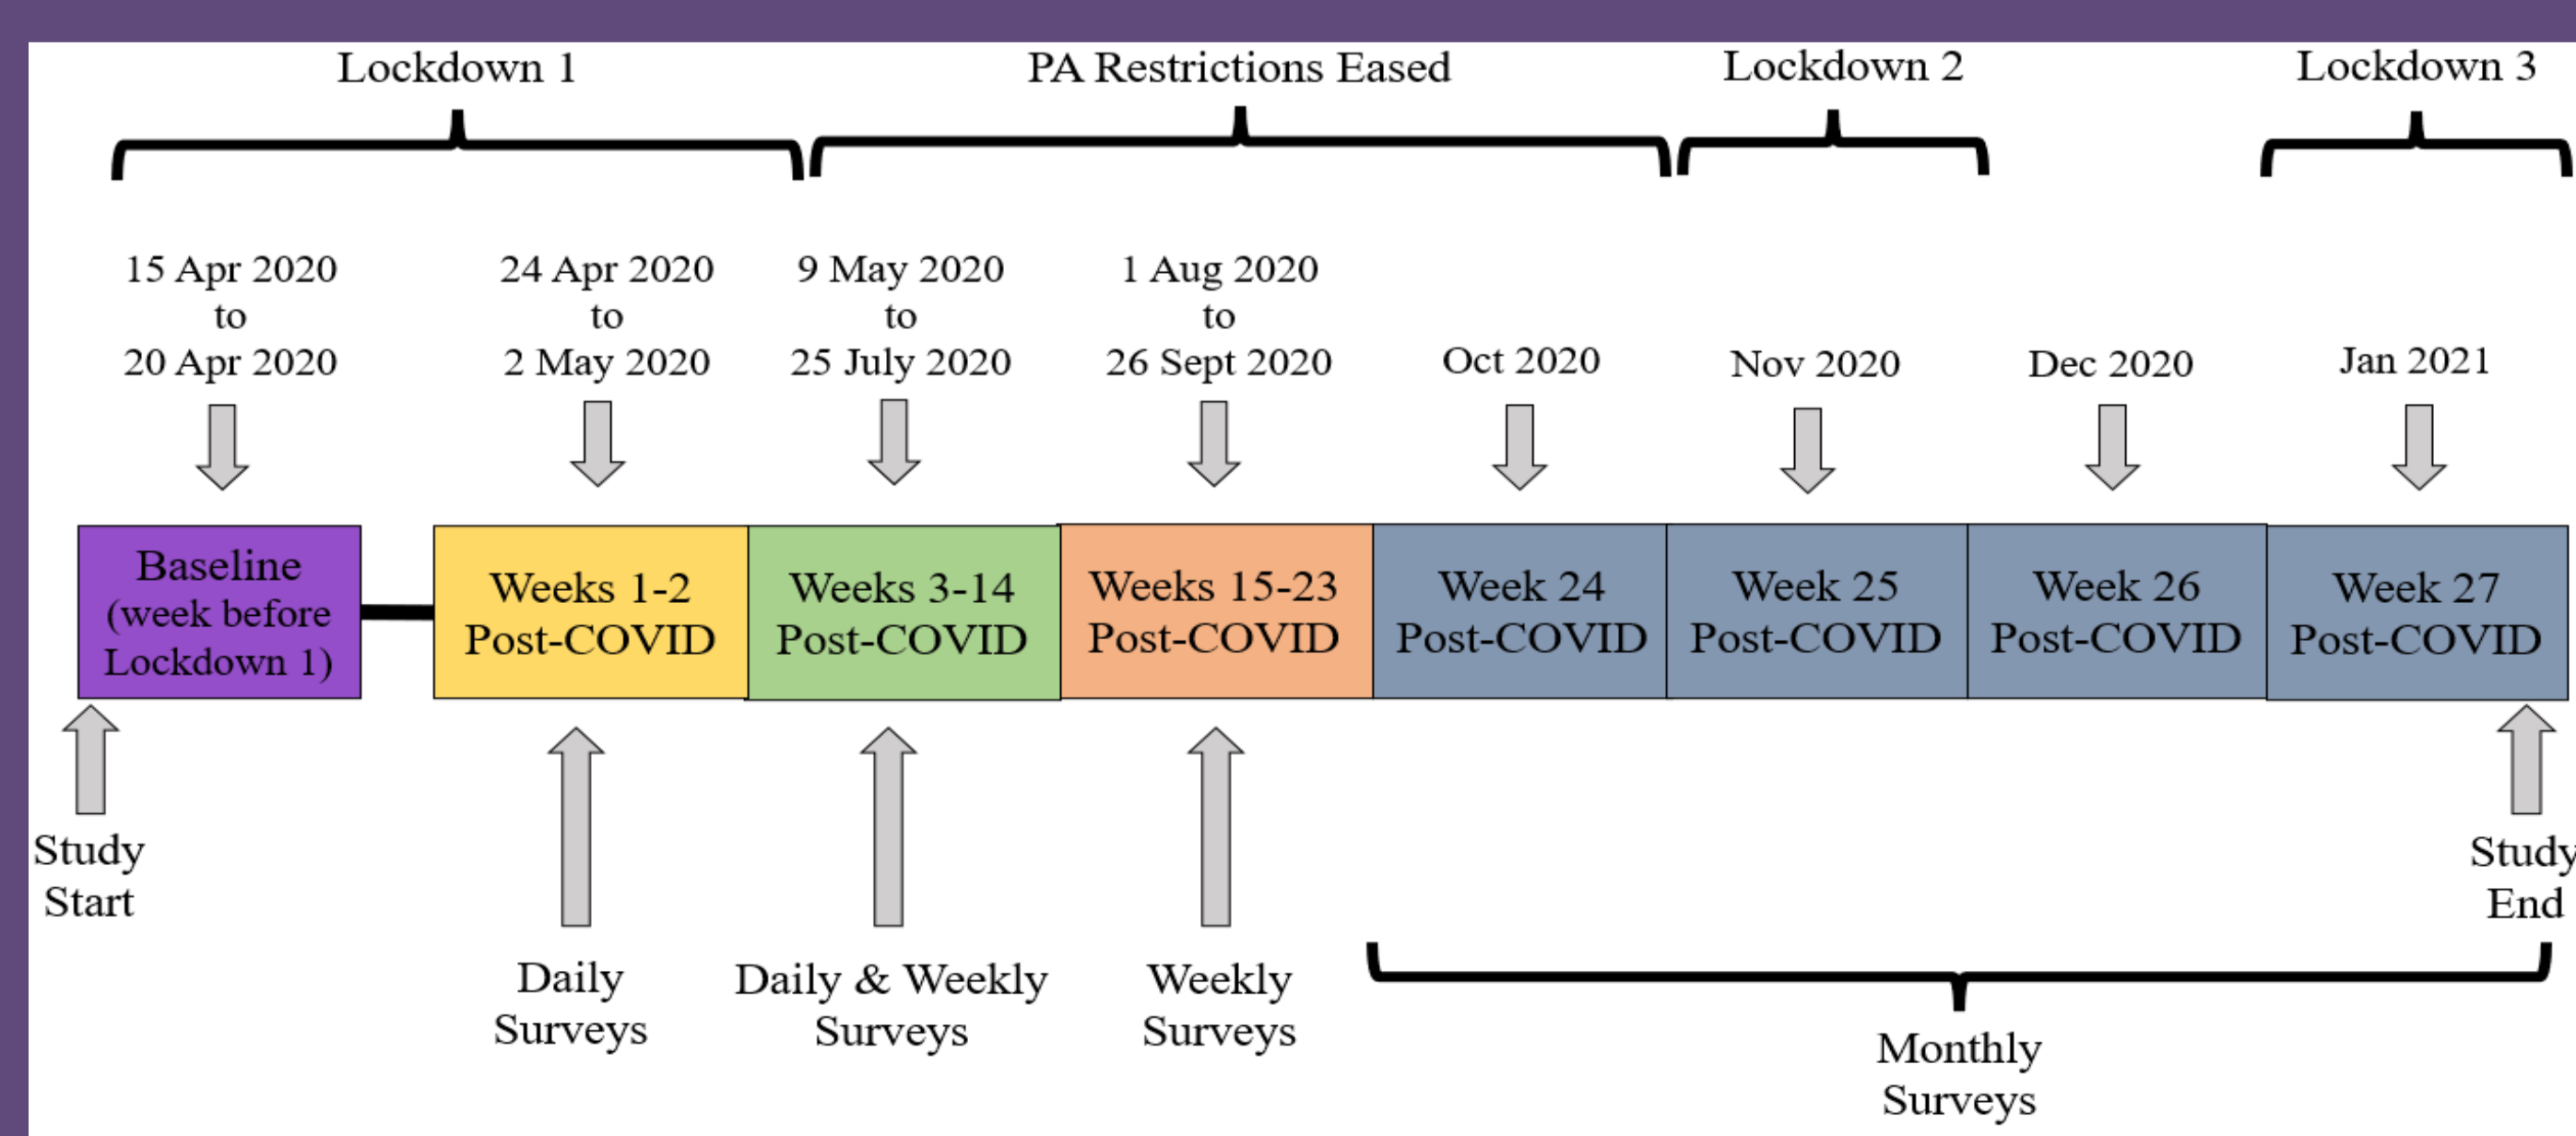 Lockdown 1
PA Restrictions Eased
Lockdown 2
Lockdown 3
15 Apr 2020
to
20 Apr 2020
24 Apr 2020
to
2 May 2020
9 May 2020
to
25 July 2020
1 Aug 2020
to
26 Sept 2020
Oct 2020
Nov 2020
Dec 2020
Jan 2021
Baseline
(week before
Lockdown 1)
Weeks 1-2
Post-COVID
Weeks 3-14
Post-COVID
Weeks 15-23
Post-COVID
Week 24
Post-COVID
Week 25
Post-COVID
Week 26
Post-COVID
Week 27
Post-COVID
Study
Start
Daily
Surveys
Daily & Weekly
Surveys
Weekly
Surveys
Study
End
Monthly
Surveys